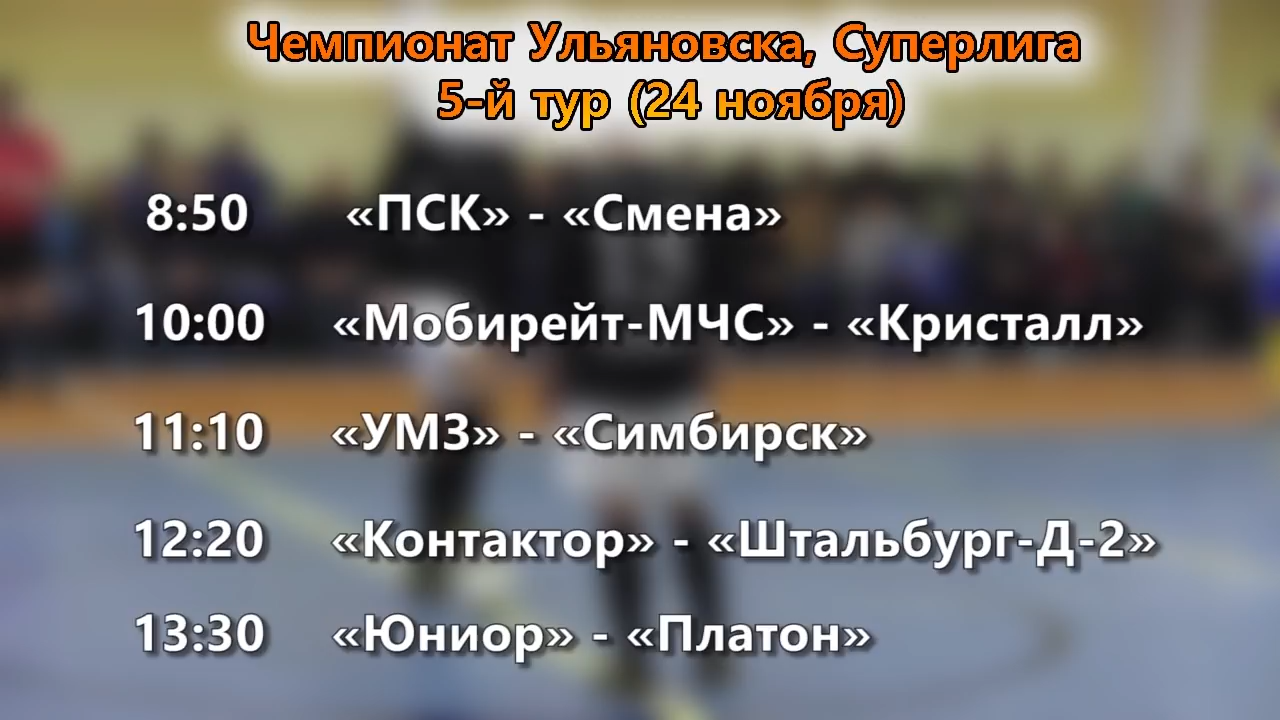 Чемпионат Ульяновска, Суперлига
5-й тур (24 ноября)
8:50 «ПСК» - «Смена»
10:00 «Мобирейт-МЧС» - «Кристалл»
11:10 «УМЗ» - «Симбирск»
12:20 «Контактор» - «Штальбург-Д-2»
13:30 «Юниор» - «Платон»